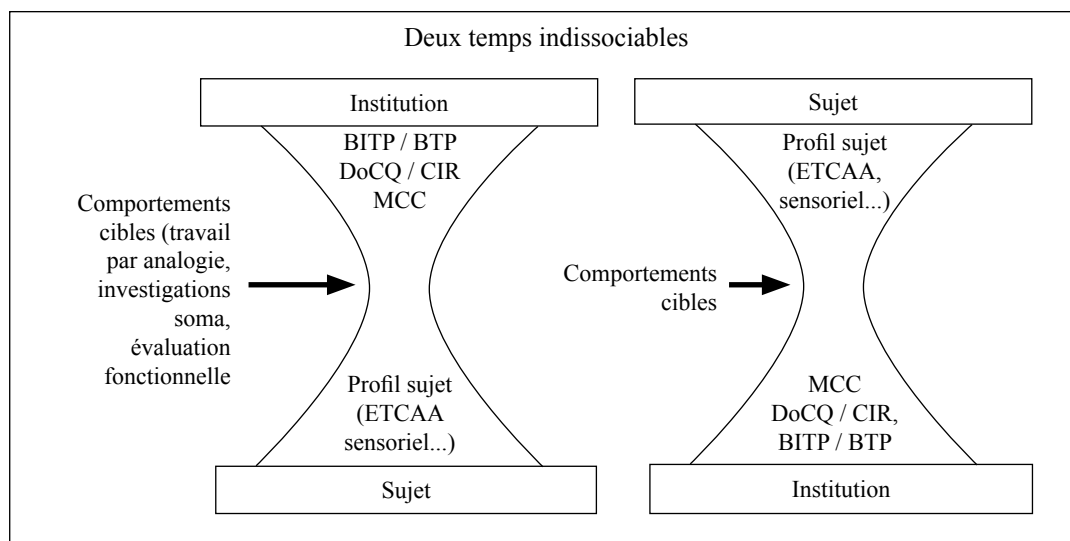 Deux temps indissociables
Institution
BITP / BTP
DoCQ / CIR
MCC
Comportements
cibles (travail
par analogie,
investigations
soma,
évaluation
fonctionnelle
Profil sujet
(ETCAA
sensoriel...)
Sujet
Sujet
Profil sujet
(ETCAA,
sensoriel...)
Comportements
cibles
MCC
DoCQ / CIR,
BITP / BTP
Institution